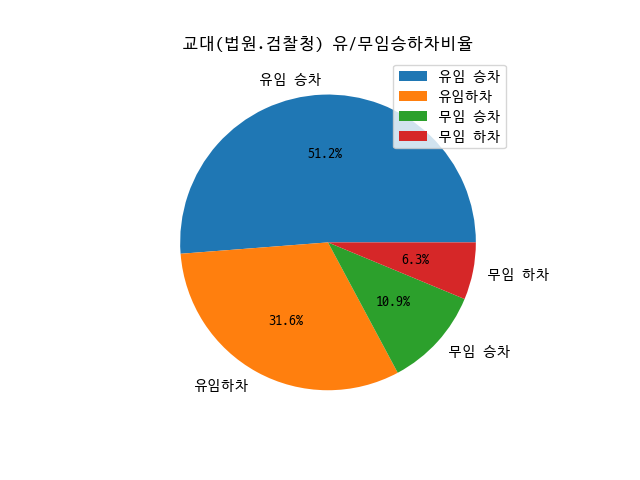 교대(법원.검찰청) 유/무임승하차비율
유임 승차
유임 승차
유임하차
무임 승차
무임 하차
51.2%
6.3%
무임 하차
10.9%
31.6%
무임 승차
유임하차